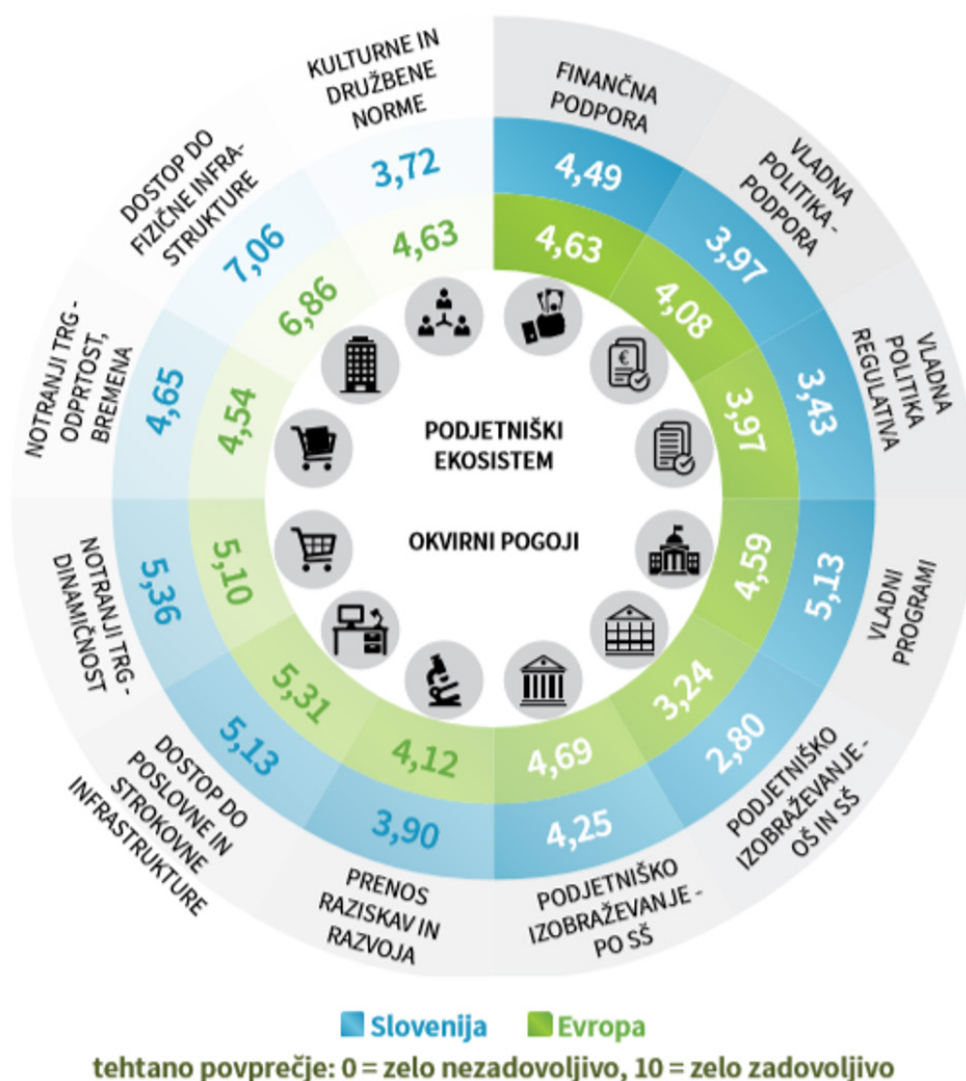 KULTURNE IN
DRUŽBENE
NORME
3,72
4,63
FINANČNA
PODPORA
4,49
4,63
VLADNA
POLITIKA -
PODPORA
3,97
4,08
VLADNA
POLITIKA
REGULATIVA
3,43
3,97
VLADNI
PROGRAMI
5,13
4,59
PODJETNIŠKO
IZOBRAŽEVANJE -
OŠ IN SŠ
2,80
3,24
PODJETNIŠKO
IZOBRAŽEVANJE -
PO SŠ
4,25
4,69
PRENOS
RAZISKAV IN
RAZVOJA
3,90
4,12
DOSTOP DO
POSLOVNE IN
STROKOVNE
INFRASTRUKTURE
5,13
5,31
NOTRANJI TRG -
DINAMIČNOST
5,36
5,10
NOTRANJI TRG -
ODPRTOST,
BREMENA
4,65
4,54
DOSTOP DO
FIZIČNE INFRA-
STRUKTURE
7,06
6,86
PODJETNIŠKI
EKOSISTEM
OKVIRNI POGOJI
€
Slovenija
Evropa
tehtano povprečje: 0 = zelo nezadovoljivo, 10 = zelo zadovoljivo